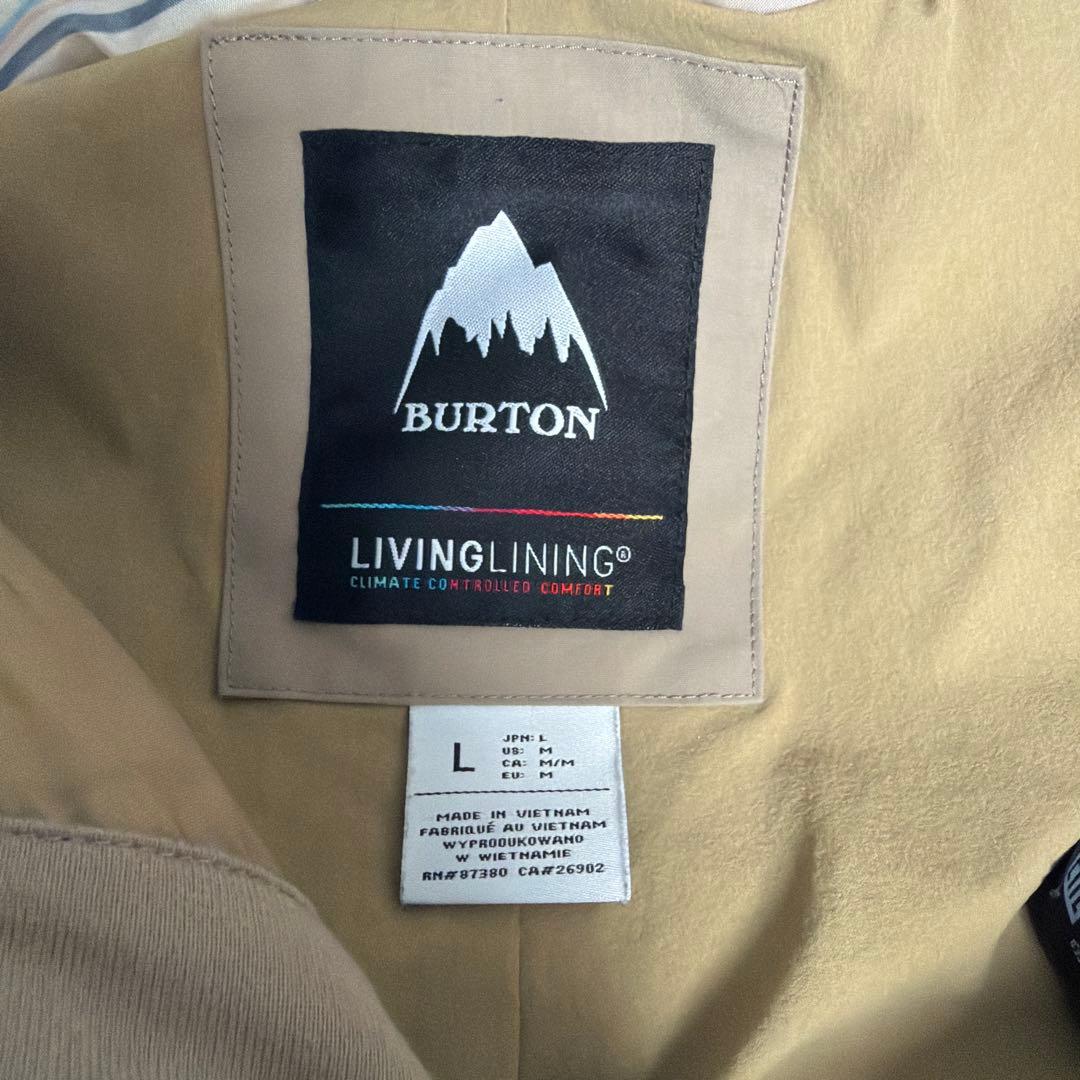 BURTON
LIVINGLINING®
CLIMATE CONTROLLED COMFORT
L
JPN: L
US: M
CA: M/M
EU: M
MADE IN VIETNAM
FABRIQUÉ AU VIETNAM
WYPRODUKOWANO
W WIETNAMIE
RN#87380 CA#26902